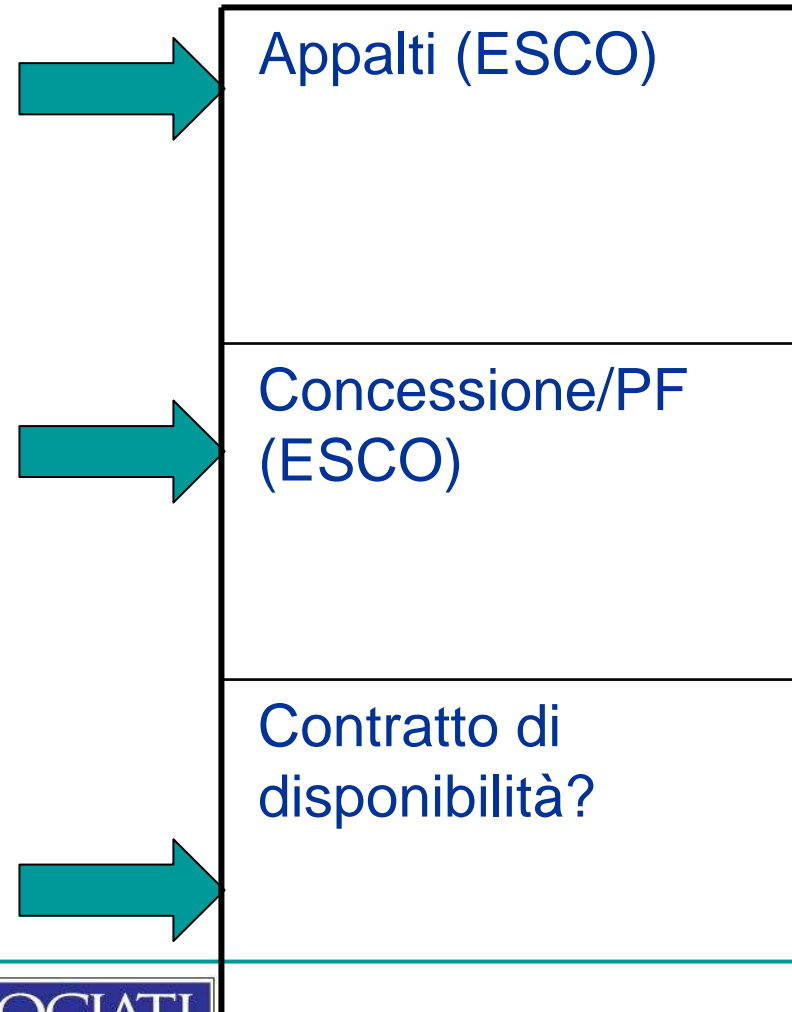 Appalti (ESCO)
Concessione/PF
(ESCO)
Contratto di
disponibilità?